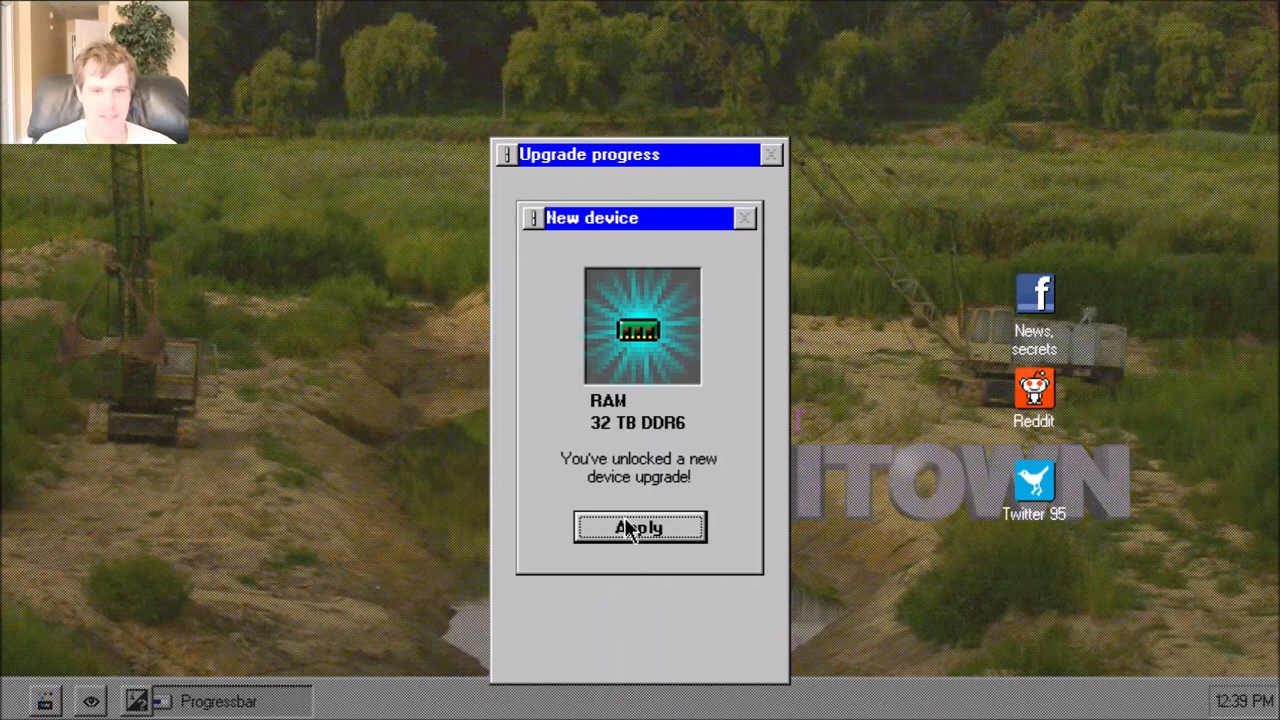 Upgrade progress
New device
RAM
32 TB DDR6
You've unlocked a new
device upgrade!
Apply
News,
secrets
Reddit
Twitter 95
Progressbar
12:39 PM